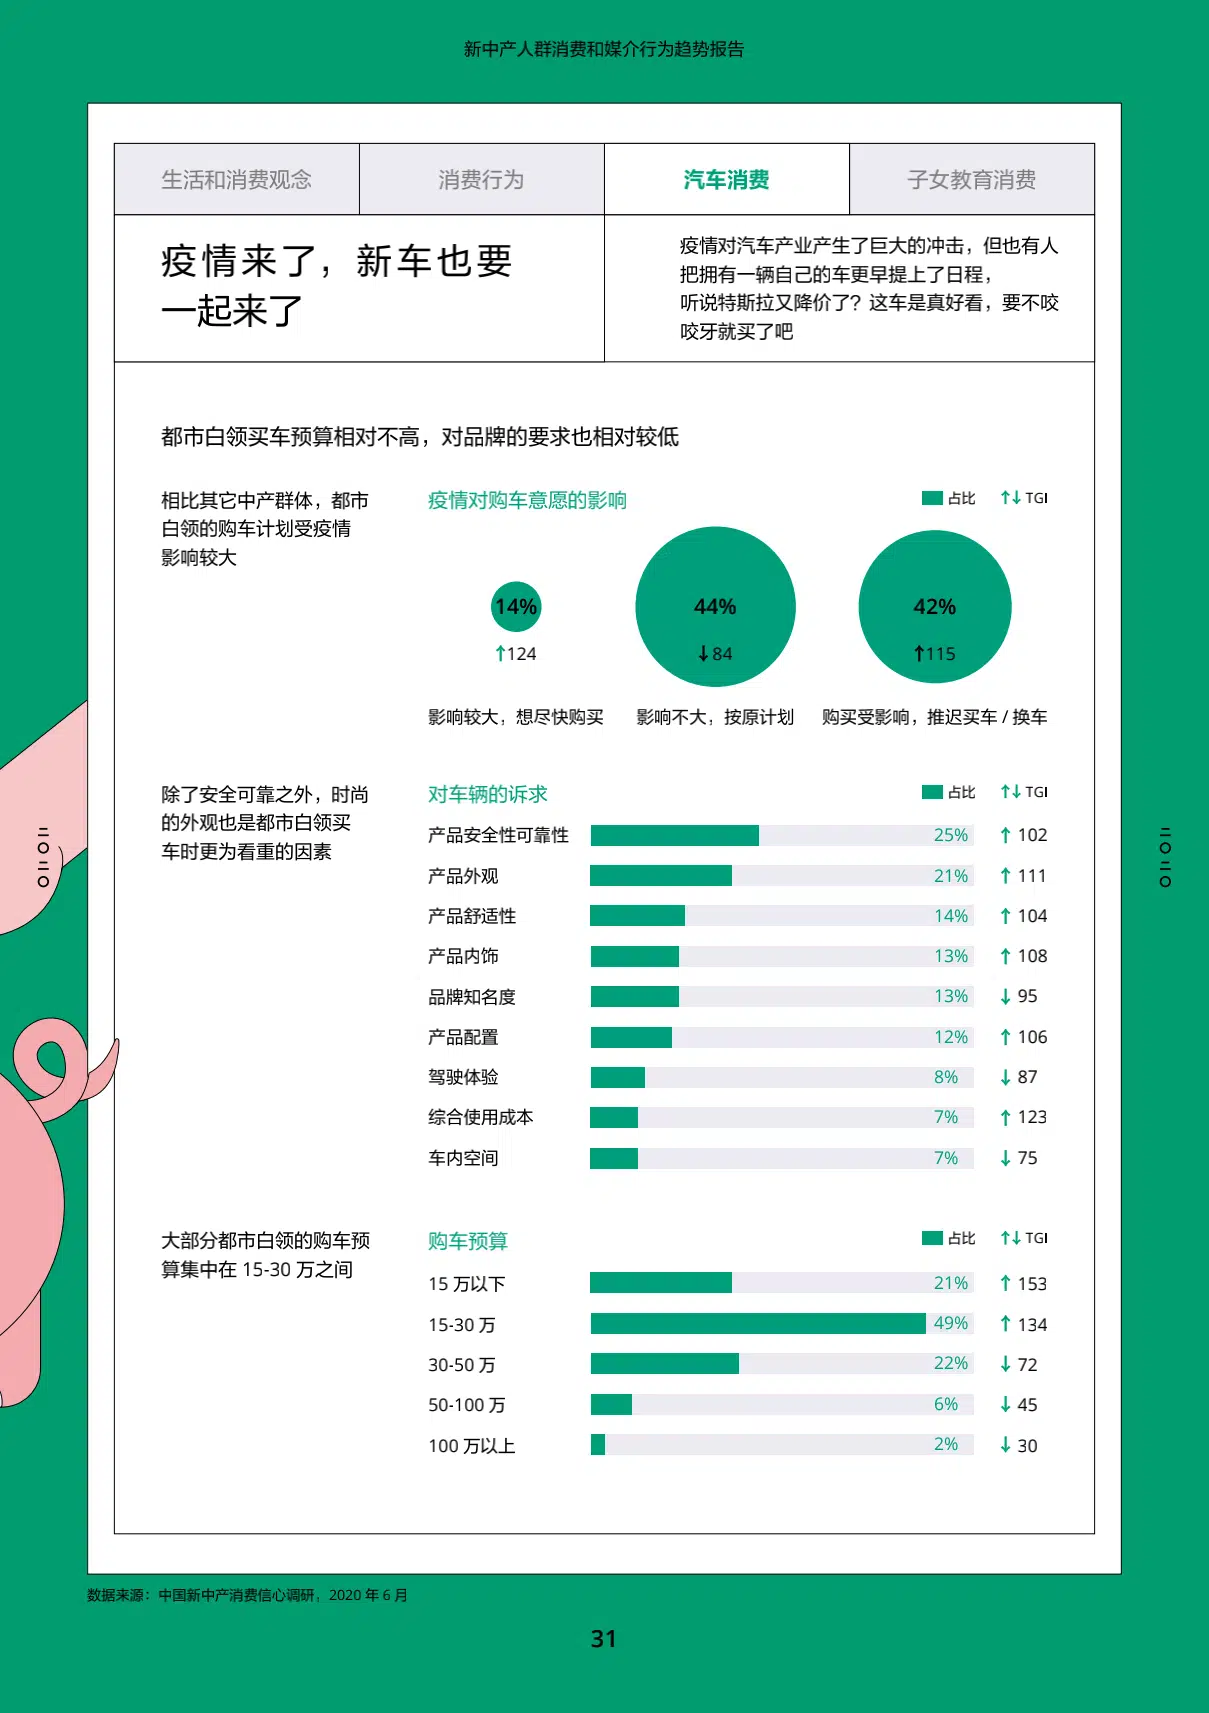 新中产人群消费和媒介行为趋势报告
生活和消费观念
消费行为
汽车消费
子女教育消费
疫情来了，新车也要
一起来了
疫情对汽车产业产生了巨大的冲击，但也有人
把拥有一辆自己的车更早提上了日程，
听说特斯拉又降价了？这车是真好看，要不咬
咬牙就买了吧
都市白领买车预算相对不高，对品牌的要求也相对较低
相比其它中产群体，都市
白领的购车计划受疫情
影响较大
疫情对购车意愿的影响
占比 ↑↓ TGI
14% 44% 42%
↑124 ↓84 ↑115
影响较大，想尽快购买 影响不大，按原计划 购买受影响，推迟买车 / 换车
除了安全可靠之外，时尚
的外观也是都市白领买
车时更为看重的因素
对车辆的诉求
占比 ↑↓ TGI
产品安全性可靠性 25% ↑ 102
产品外观 21% ↑ 111
产品舒适性 14% ↑ 104
产品内饰 13% ↑ 108
品牌知名度 13% ↓ 95
产品配置 12% ↑ 106
驾驶体验 8% ↓ 87
综合使用成本 7% ↑ 123
车内空间 7% ↓ 75
大部分都市白领的购车预
算集中在 15-30 万之间
购车预算
占比 ↑↓ TGI
15 万以下 21% ↑ 153
15-30 万 49% ↑ 134
30-50 万 22% ↓ 72
50-100 万 6% ↓ 45
100 万以上 2% ↓ 30
二〇二〇
二〇二〇
数据来源：中国新中产消费信心调研，2020 年 6 月
31